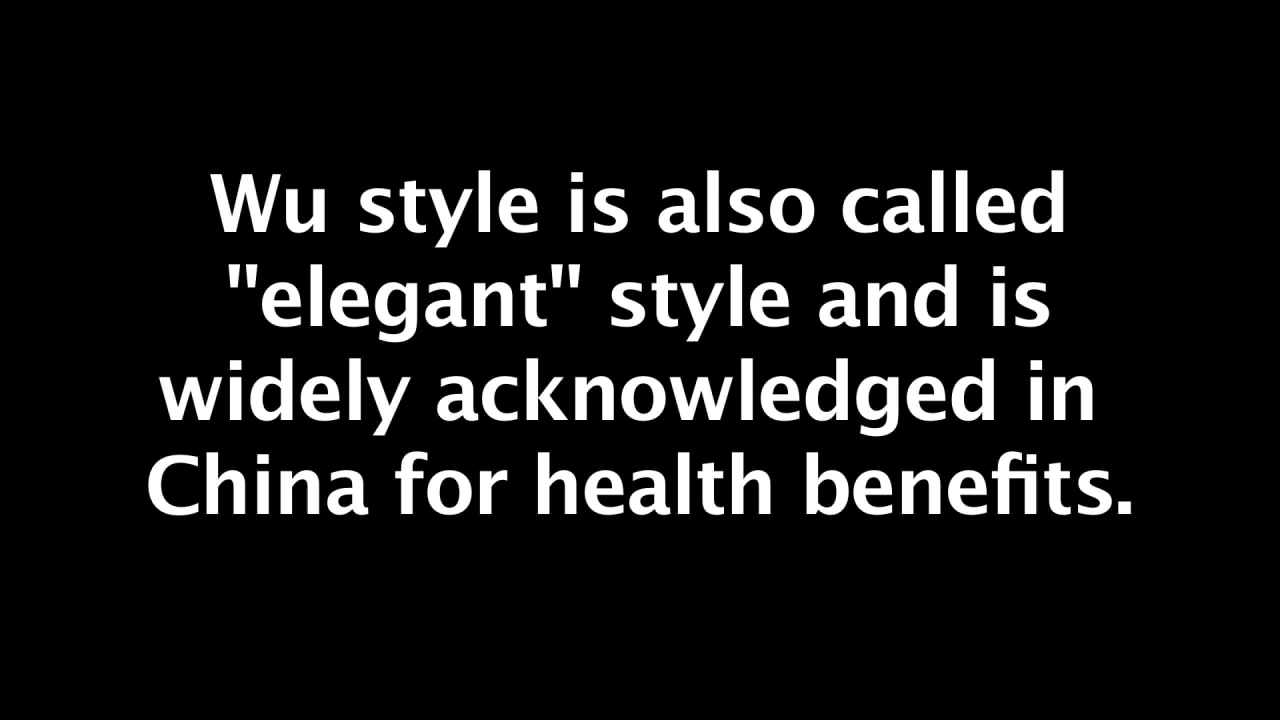 Wu style is also called
"elegant" style and is
widely acknowledged in
China for health benefits.